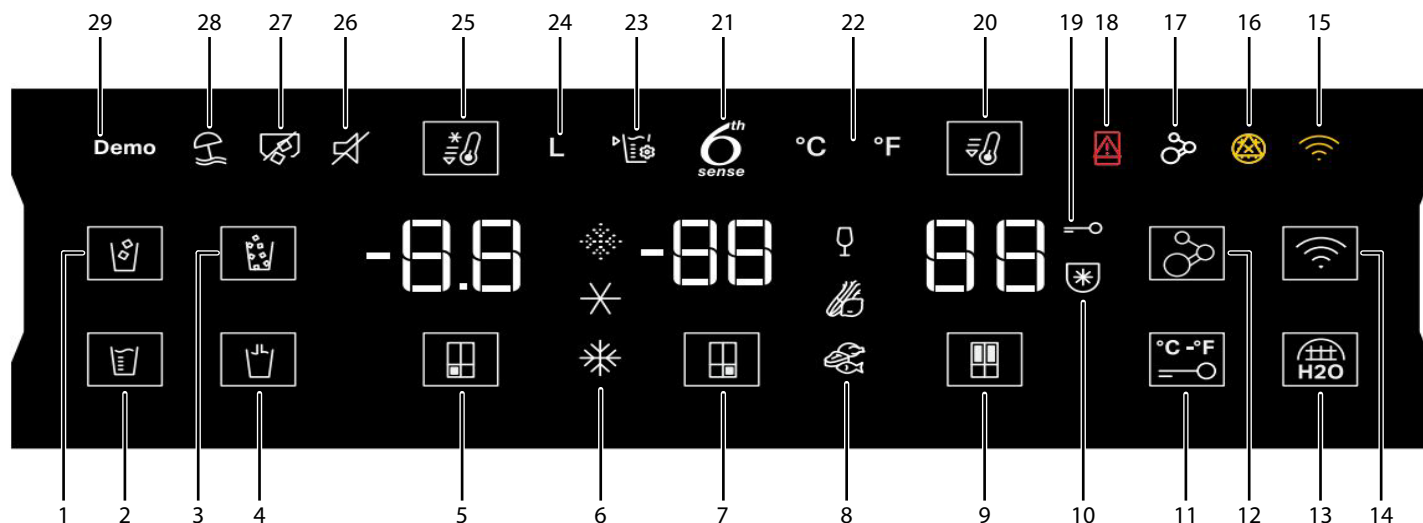 29 28 27 26 25 24 23 21 22 20 19 18 17 16 15
Demo L 6th sense °C °F
-8.8 -88 88
°C -°F
H2O
1 2 3 4 5 6 7 8 9 10 11 12 13 14